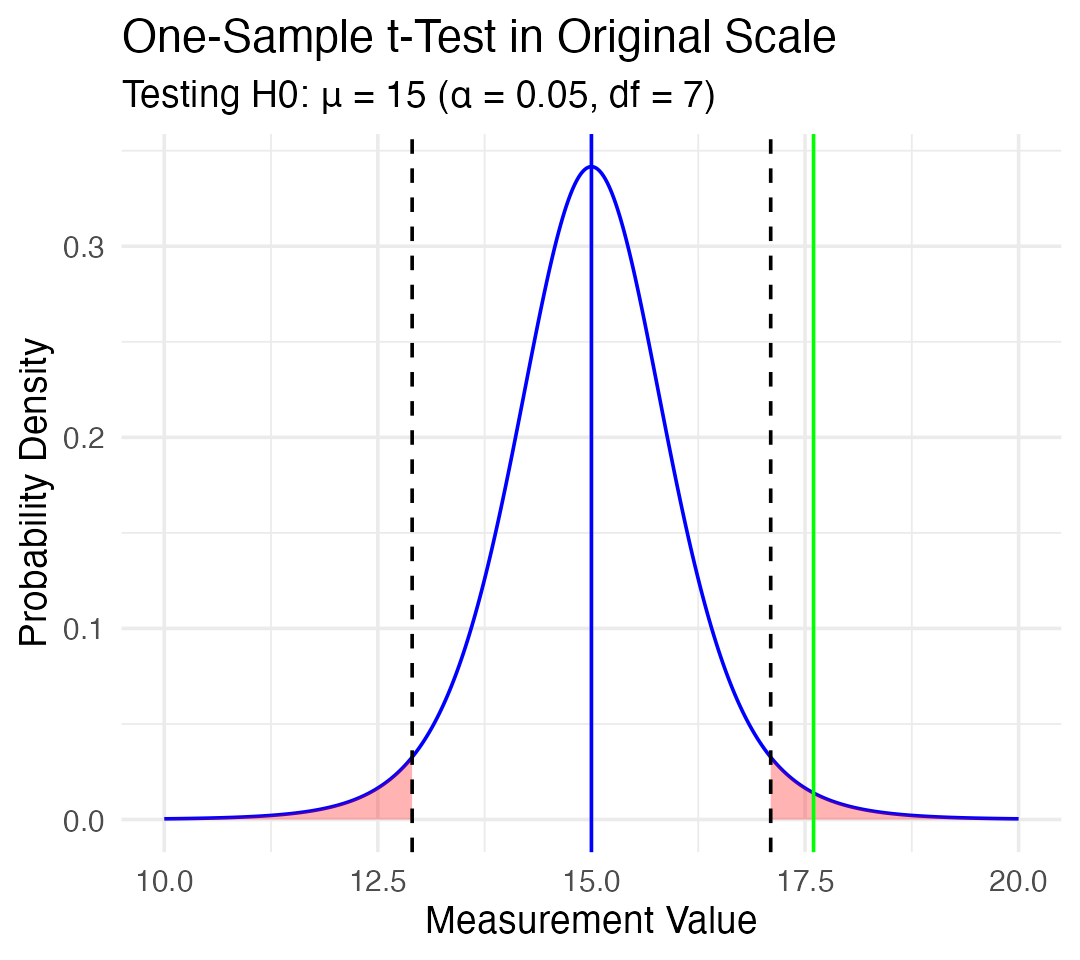 One-Sample t-Test in Original Scale
Testing H0: μ = 15 (α = 0.05, df = 7)
Probability Density
0.3
0.2
0.1
0.0
10.0 12.5 15.0 17.5 20.0
Measurement Value